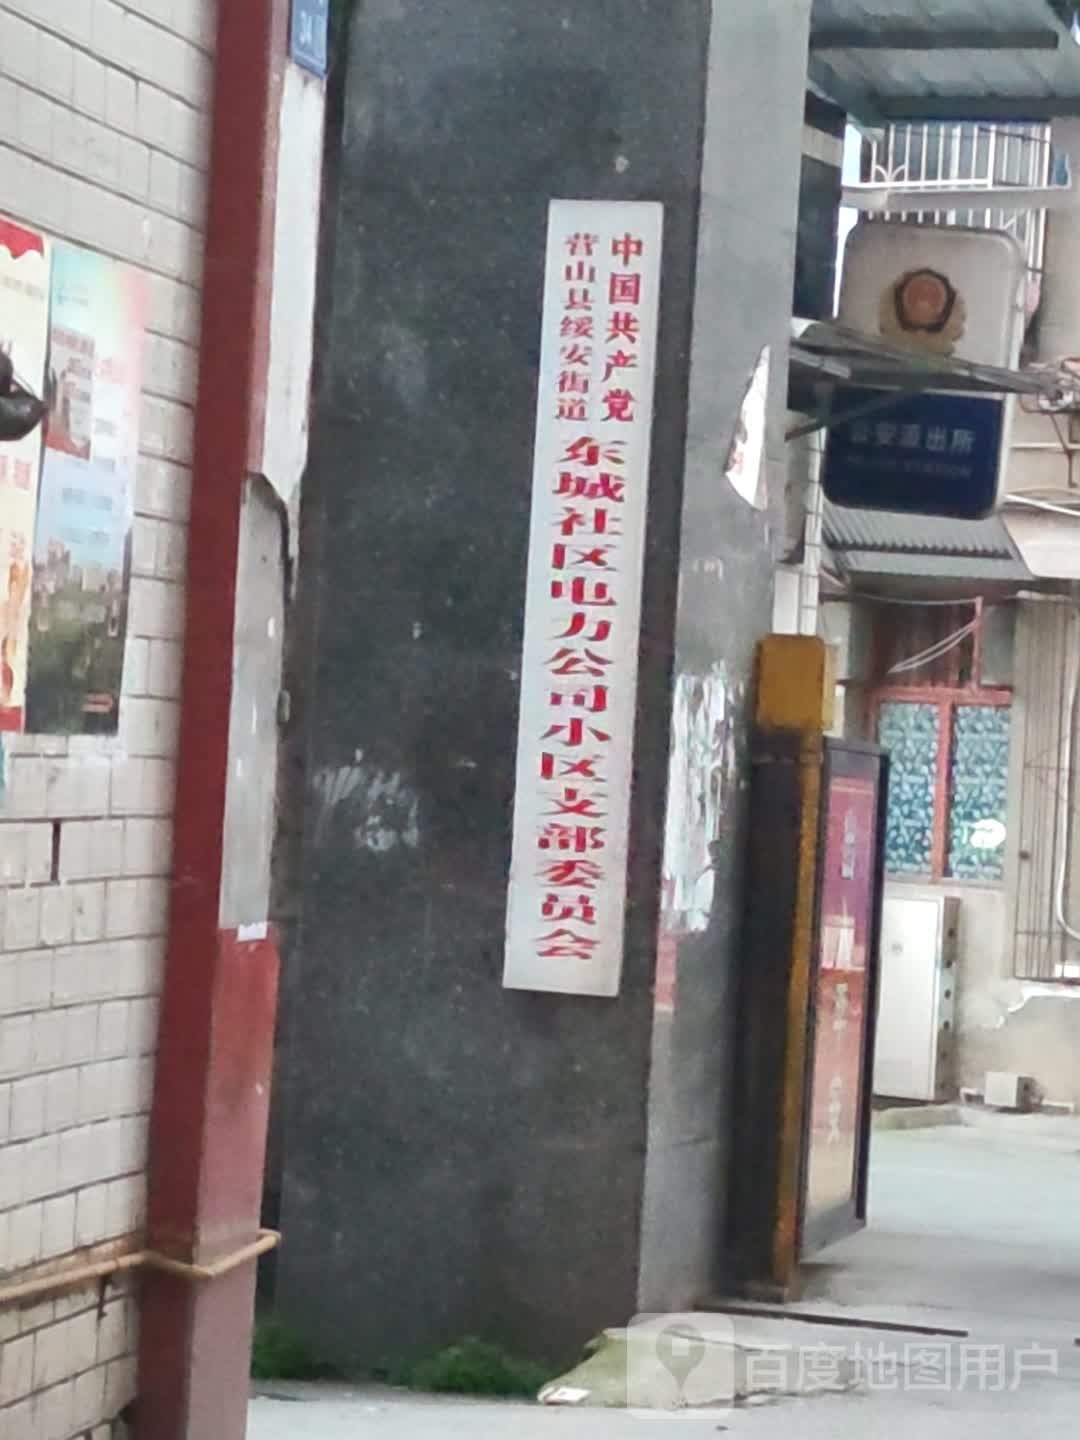 中国共产党
营山县绥安街道
东城社区电力公司小区支部委员会
公安派出所
34
百度地图用户